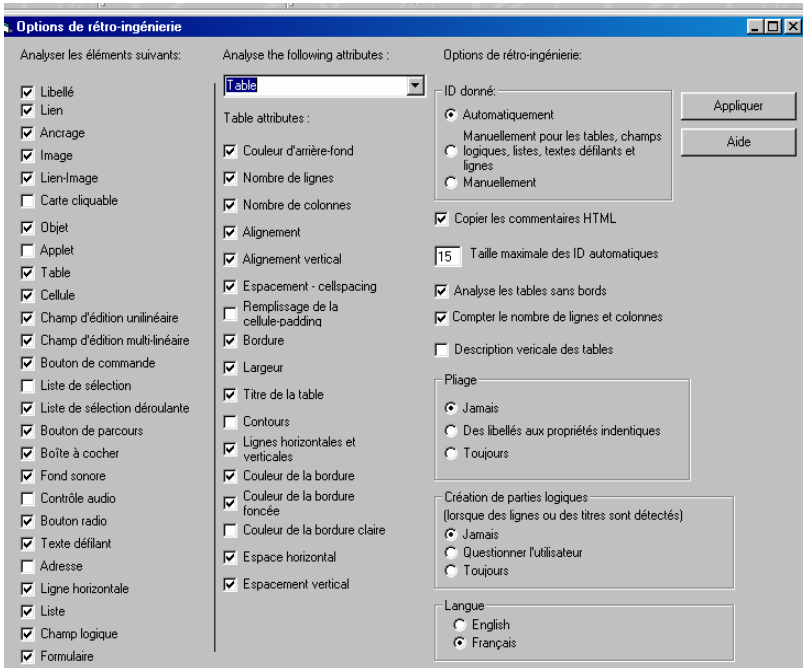 Options de rétro-ingénierie
Analyser les éléments suivants:
Libellé
Lien
Ancrage
Image
Lien-Image
Carte cliquable
Objet
Applet
Table
Cellule
Champ d'édition unilinéaire
Champ d'édition multi-linéaire
Bouton de commande
Liste de sélection
Liste de sélection déroulante
Bouton de parcours
Boîte à cocher
Fond sonore
Contrôle audio
Bouton radio
Texte défilant
Adresse
Ligne horizontale
Liste
Champ logique
Formulaire
Analyse the following attributes :
Table
Table attributes :
Couleur d'arrière-fond
Nombre de lignes
Nombre de colonnes
Alignement
Alignement vertical
Espacement - cellspacing
Remplissage de la
cellule-padding
Bordure
Largeur
Titre de la table
Contours
Lignes horizontales et
verticales
Couleur de la bordure
Couleur de la bordure
foncée
Couleur de la bordure claire
Espace horizontal
Espacement vertical
Options de rétro-ingénierie:
ID donné:
Automatiquement
Manuellement pour les tables, champs
logiques, listes, textes défilants et
lignes
Manuellement
Copier les commentaires HTML
15 Taille maximale des ID automatiques
Analyse les tables sans bords
Compter le nombre de lignes et colonnes
Description vericale des tables
Pliage
Jamais
Des libellés aux propriétés indentiques
Toujours
Création de parties logiques
(lorsque des lignes ou des titres sont détectés)
Jamais
Questionner l'utilisateur
Toujours
Langue
English
Français
Appliquer
Aide